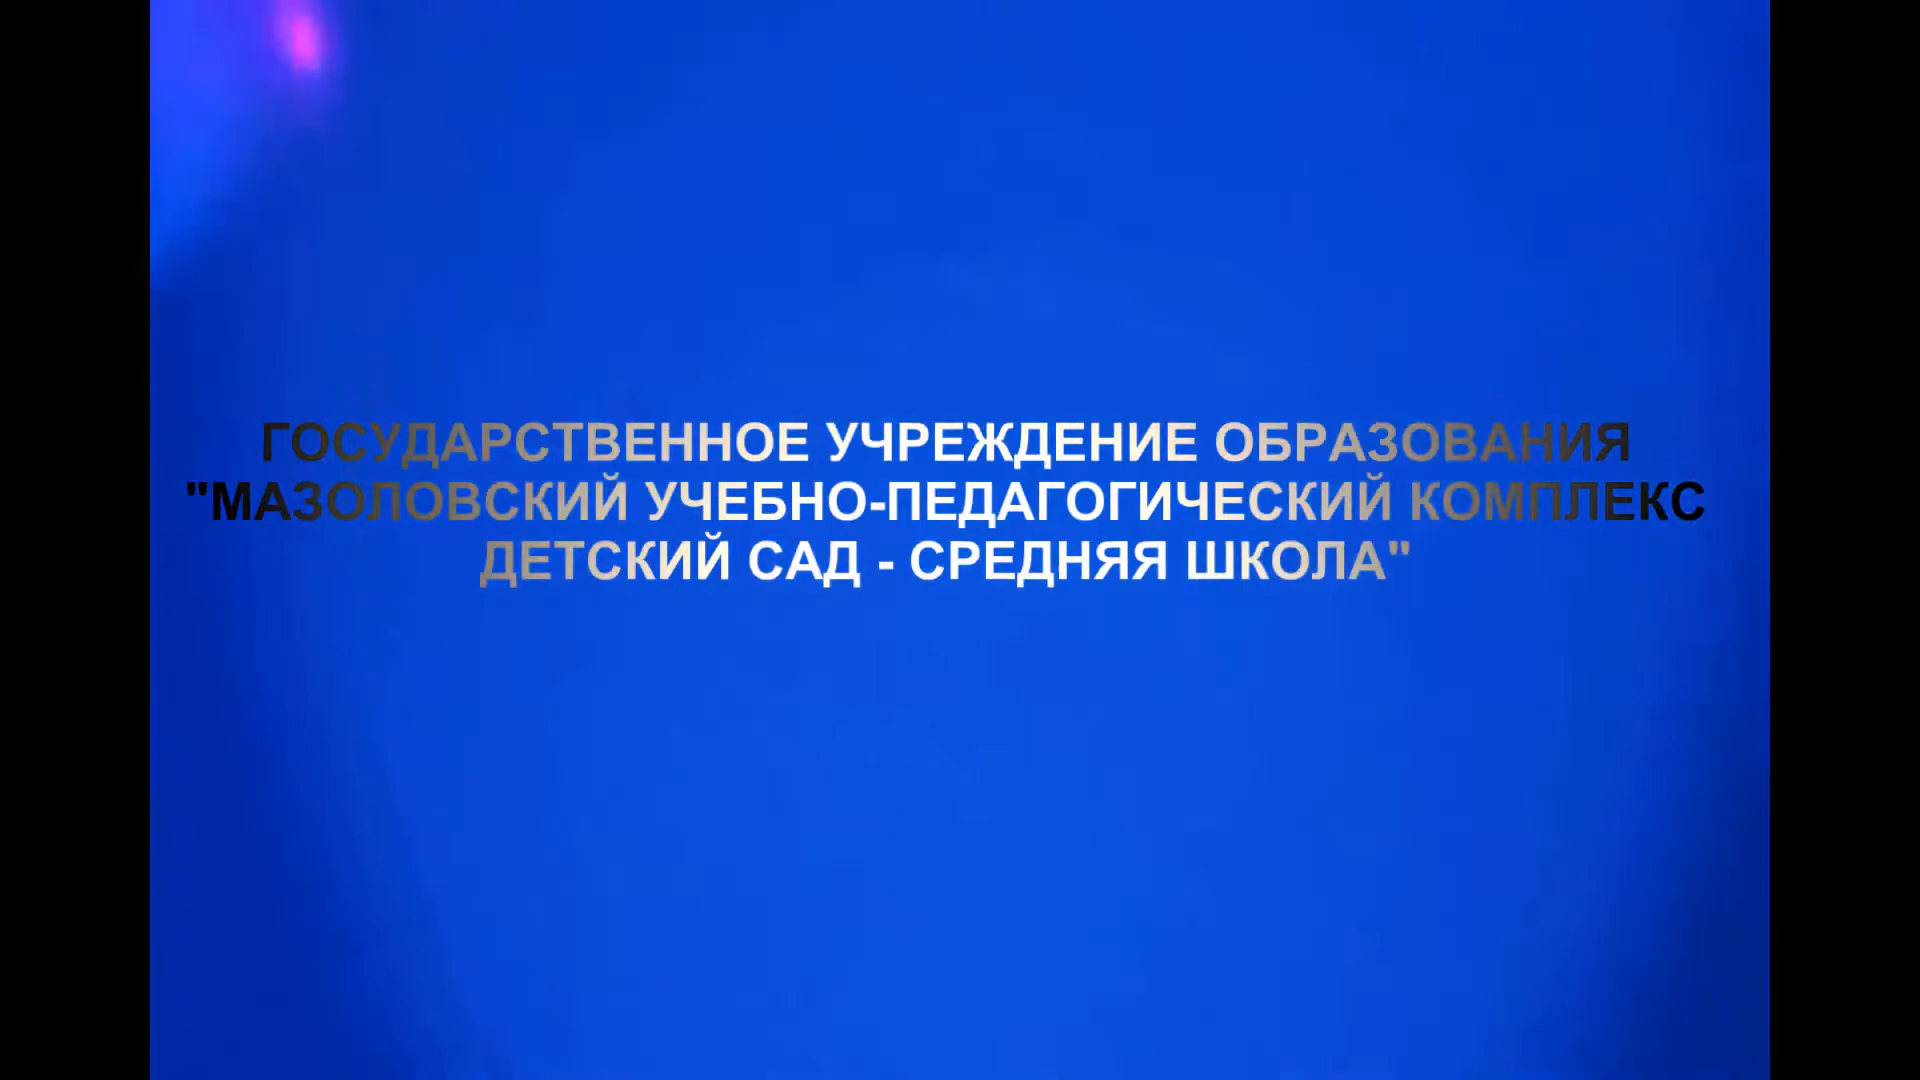 ГОСУДАРСТВЕННОЕ УЧРЕЖДЕНИЕ ОБРАЗОВАНИЯ
"МАЗОЛОВСКИЙ УЧЕБНО-ПЕДАГОГИЧЕСКИЙ КОМПЛЕКС
ДЕТСКИЙ САД - СРЕДНЯЯ ШКОЛА"